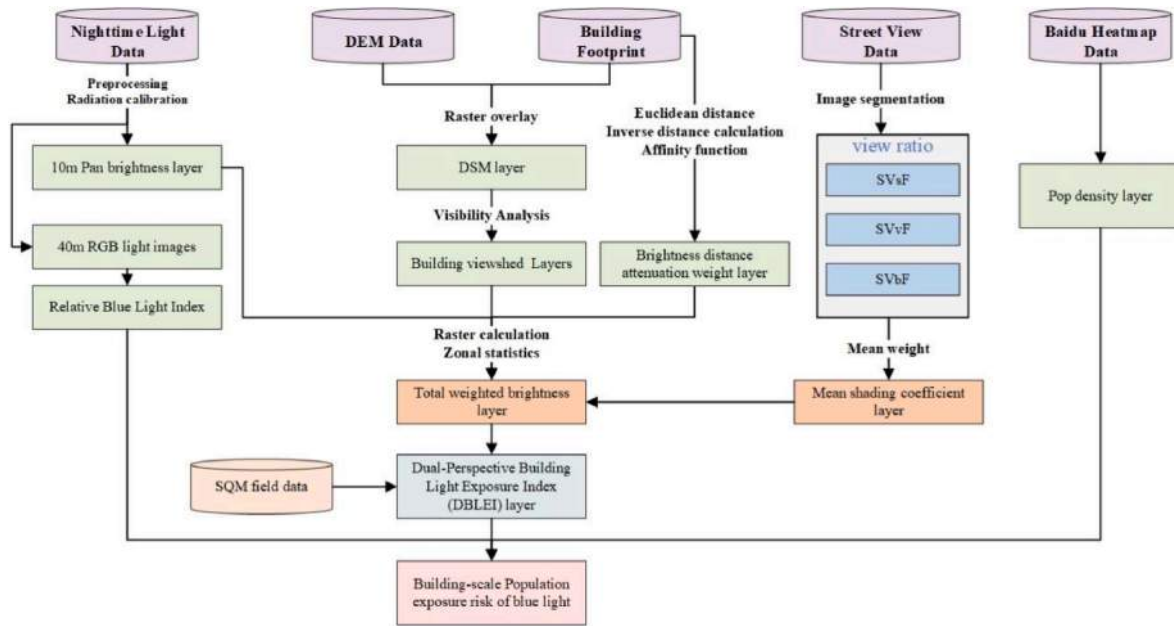 Nighttime Light
Data
DEM Data
Building
Footprint
Street View
Data
Baidu Heatmap
Data
Preprocessing
Radiation calibration
Raster overlay
Euclidean distance
Inverse distance calculation
Affinity function
Image segmentation
view ratio
10m Pan brightness layer
DSM layer
SVsF
Pop density layer
Visibility Analysis
SVvF
40m RGB light images
Building viewshed Layers
Brightness distance
attenuation weight layer
SVbF
Relative Blue Light Index
Raster calculation
Zonal statistics
Mean weight
Total weighted brightness
layer
Mean shading coefficient
layer
SQM field data
Dual-Perspective Building
Light Exposure Index
(DBLEI) layer
Building-scale Population
exposure risk of blue light